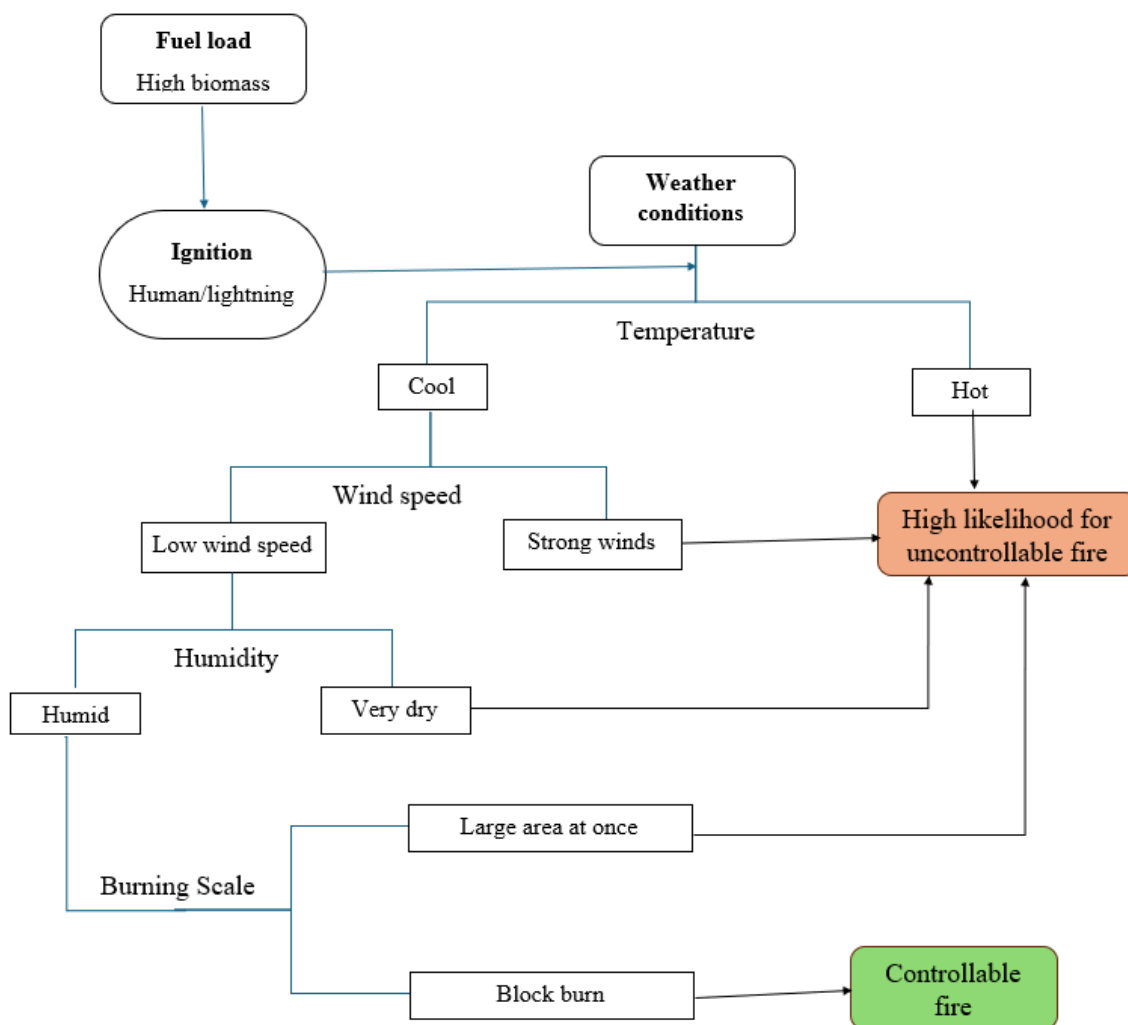 Fuel load
High biomass
Weather
conditions
Ignition
Human/lightning
Temperature
Cool
Hot
Wind speed
High likelihood for
uncontrollable fire
Low wind speed
Strong winds
Humidity
Humid
Very dry
Large area at once
Burning Scale
Block burn
Controllable
fire